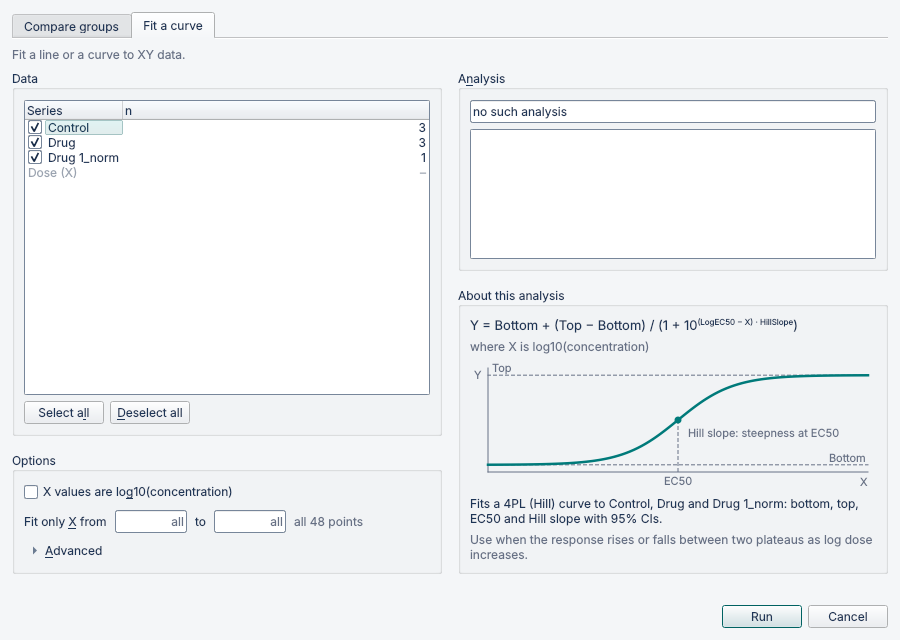 Compare groups
Fit a curve
Fit a line or a curve to XY data.
Data
Series n
Control 3
Drug 3
Drug 1_norm 1
Dose (X) –
Select all
Deselect all
Options
X values are log10(concentration)
Fit only X from all to all all 48 points
Advanced
Analysis
no such analysis
About this analysis
Y = Bottom + (Top − Bottom) / (1 + 10^(LogEC50 − X) · HillSlope)
where X is log10(concentration)
Y
Top
Hill slope: steepness at EC50
Bottom
EC50
X
Fits a 4PL (Hill) curve to Control, Drug and Drug 1_norm: bottom, top,
EC50 and Hill slope with 95% CIs.
Use when the response rises or falls between two plateaus as log dose
increases.
Run
Cancel